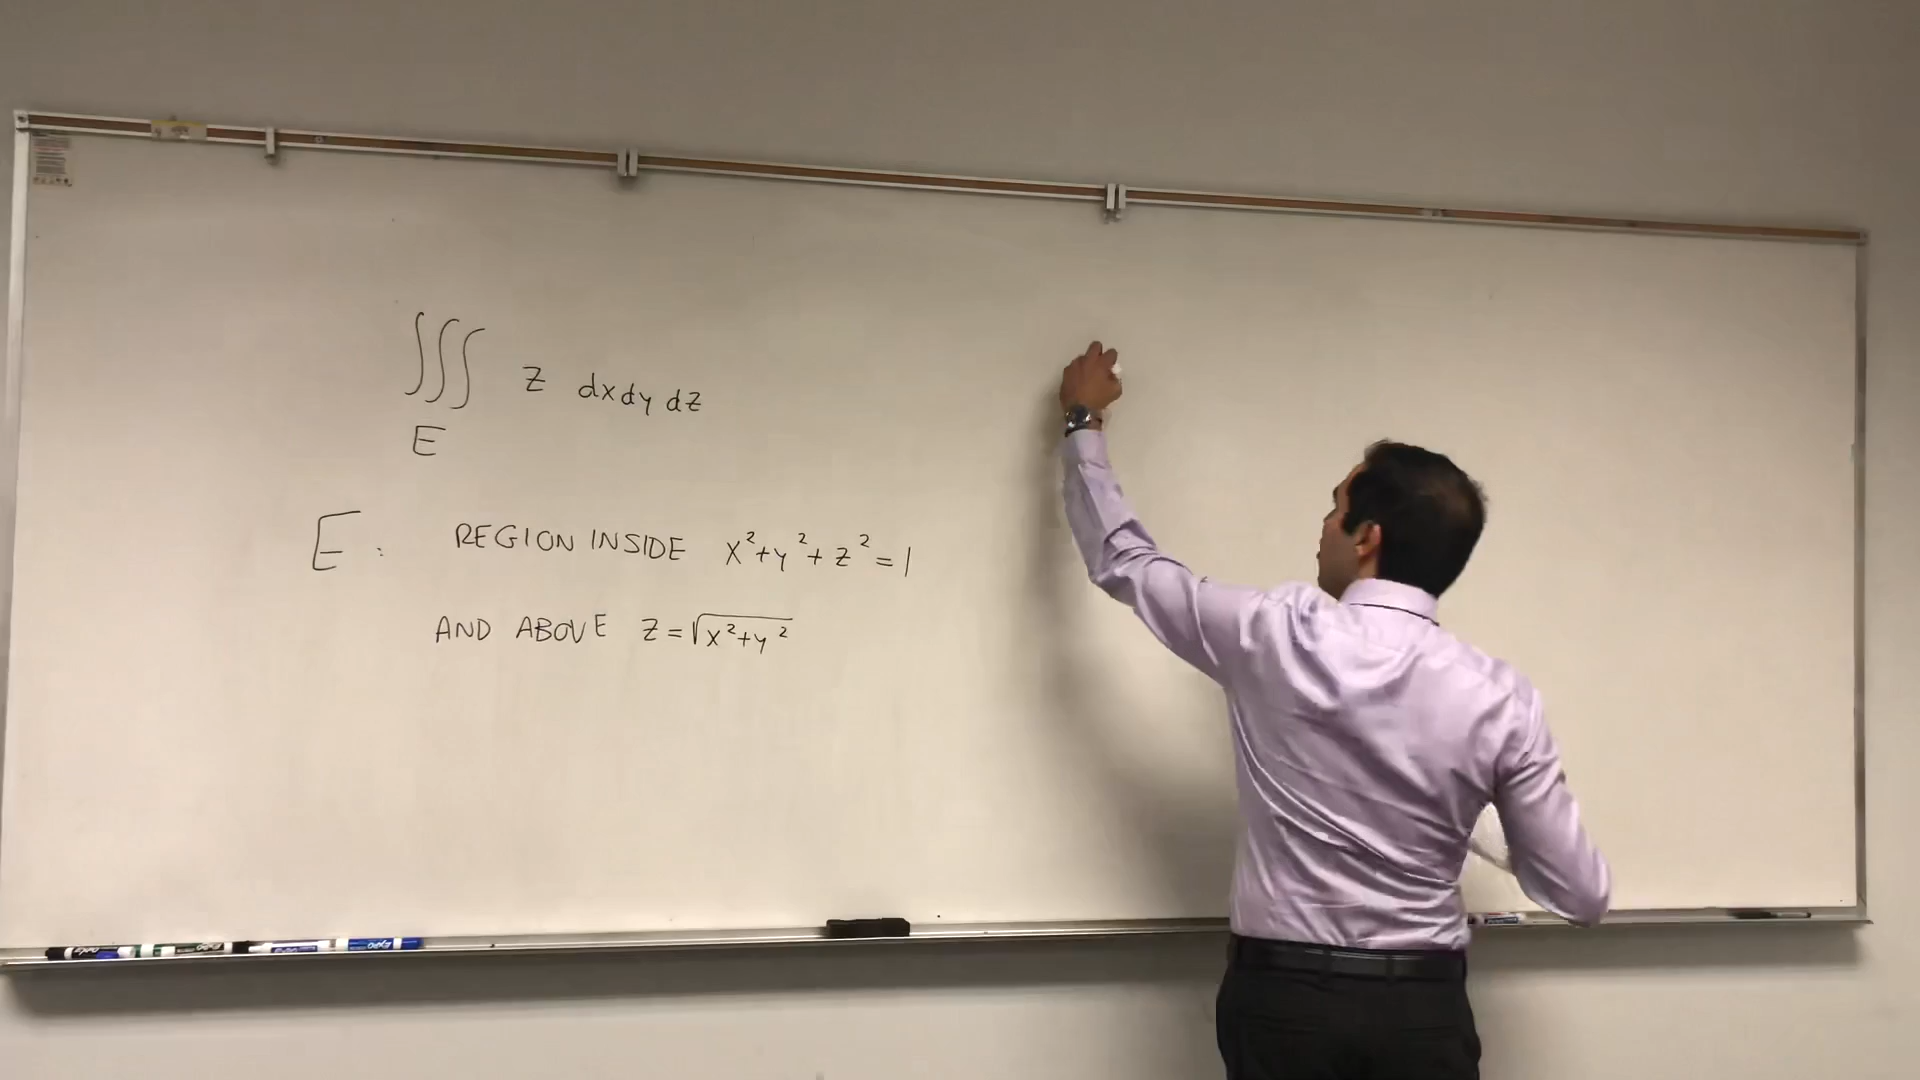 ∭ z dxdydz
E
E: REGION INSIDE x²+y²+z²=1
AND ABOVE z=√x²+y²